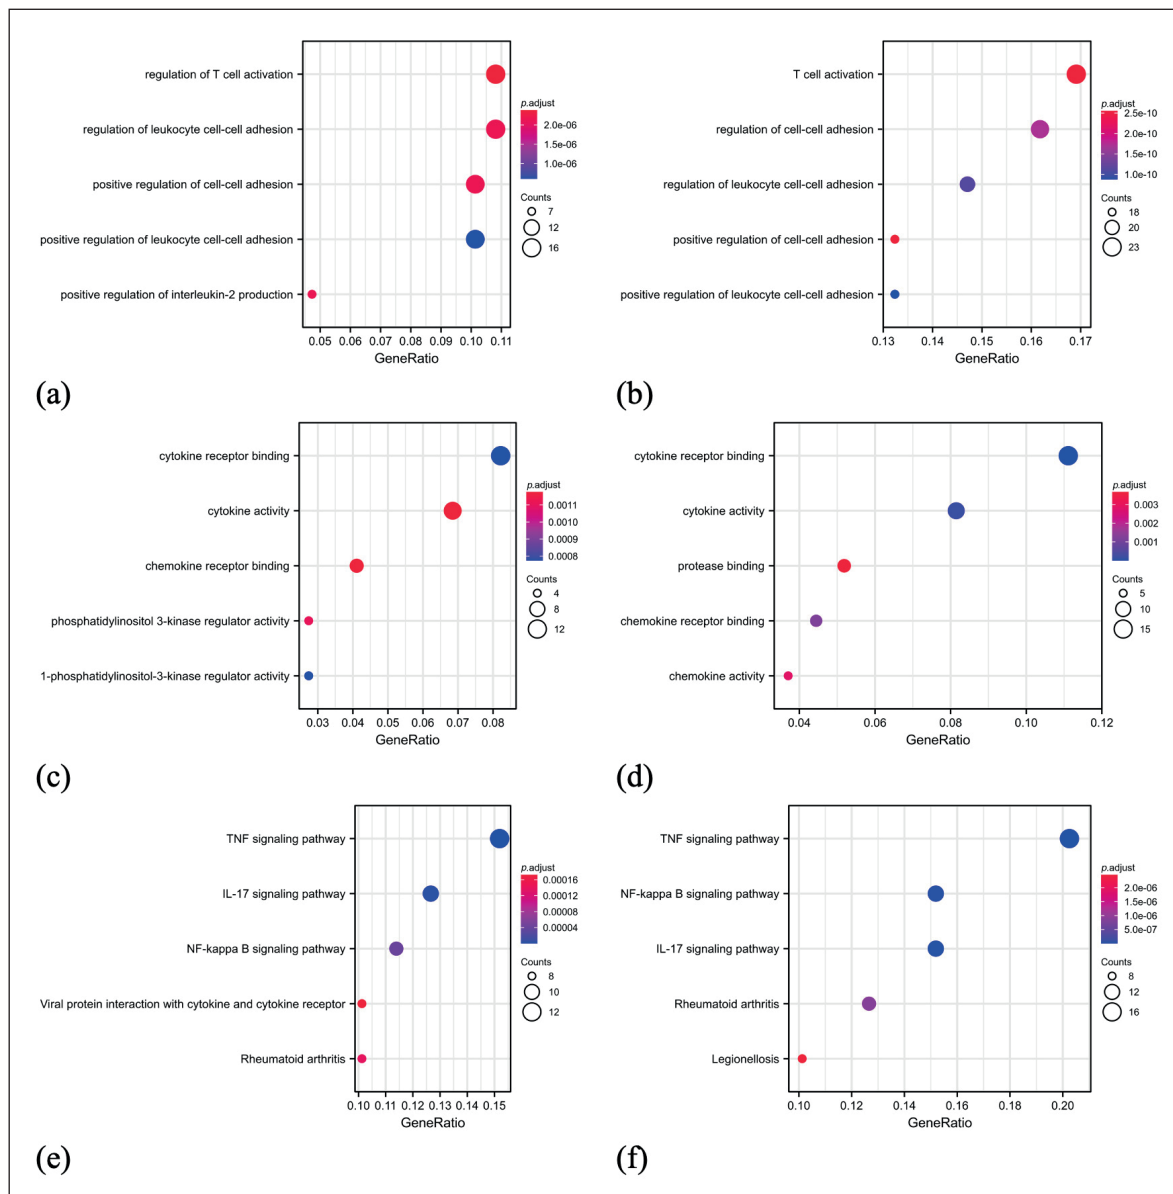 regulation of T cell activation
regulation of leukocyte cell-cell adhesion
positive regulation of cell-cell adhesion
positive regulation of leukocyte cell-cell adhesion
positive regulation of interleukin-2 production
0.05 0.06 0.07 0.08 0.09 0.10 0.11
GeneRatio
p.adjust
2.0e-06
1.5e-06
1.0e-06
Counts
7
12
16
(a)
T cell activation
regulation of cell-cell adhesion
regulation of leukocyte cell-cell adhesion
positive regulation of cell-cell adhesion
positive regulation of leukocyte cell-cell adhesion
0.13 0.14 0.15 0.16 0.17
GeneRatio
p.adjust
2.5e-10
2.0e-10
1.5e-10
1.0e-10
Counts
18
20
23
(b)
cytokine receptor binding
cytokine activity
chemokine receptor binding
phosphatidylinositol 3-kinase regulator activity
1-phosphatidylinositol-3-kinase regulator activity
0.03 0.04 0.05 0.06 0.07 0.08
GeneRatio
p.adjust
0.0011
0.0010
0.0009
0.0008
Counts
4
8
12
(c)
cytokine receptor binding
cytokine activity
protease binding
chemokine receptor binding
chemokine activity
0.04 0.06 0.08 0.10 0.12
GeneRatio
p.adjust
0.003
0.002
0.001
Counts
5
10
15
(d)
TNF signaling pathway
IL-17 signaling pathway
NF-kappa B signaling pathway
Viral protein interaction with cytokine and cytokine receptor
Rheumatoid arthritis
0.10 0.11 0.12 0.13 0.14 0.15
GeneRatio
p.adjust
0.00016
0.00008
0.00004
Counts
8
10
12
(e)
TNF signaling pathway
NF-kappa B signaling pathway
IL-17 signaling pathway
Rheumatoid arthritis
Legionellosis
0.10 0.12 0.14 0.16 0.18 0.20
GeneRatio
p.adjust
2.0e-06
1.5e-06
1.0e-06
5.0e-07
Counts
8
12
16
(f)